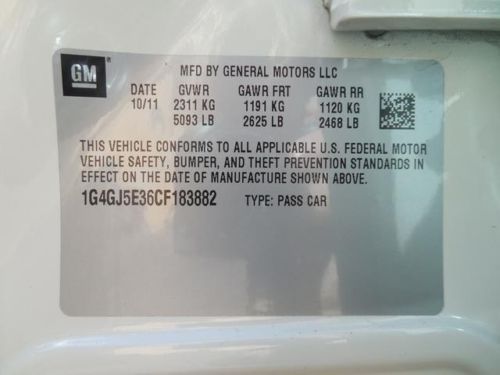 GM
MFD BY GENERAL MOTORS LLC
DATE GVWR GAWR FRT GAWR RR
10/11 2311 KG 1191 KG 1120 KG
5093 LB 2625 LB 2468 LB
THIS VEHICLE CONFORMS TO ALL APPLICABLE U.S. FEDERAL MOTOR
VEHICLE SAFETY, BUMPER, AND THEFT PREVENTION STANDARDS IN
EFFECT ON THE DATE OF MANUFACTURE SHOWN ABOVE.
1G4GJ5E36CF183882 TYPE: PASS CAR